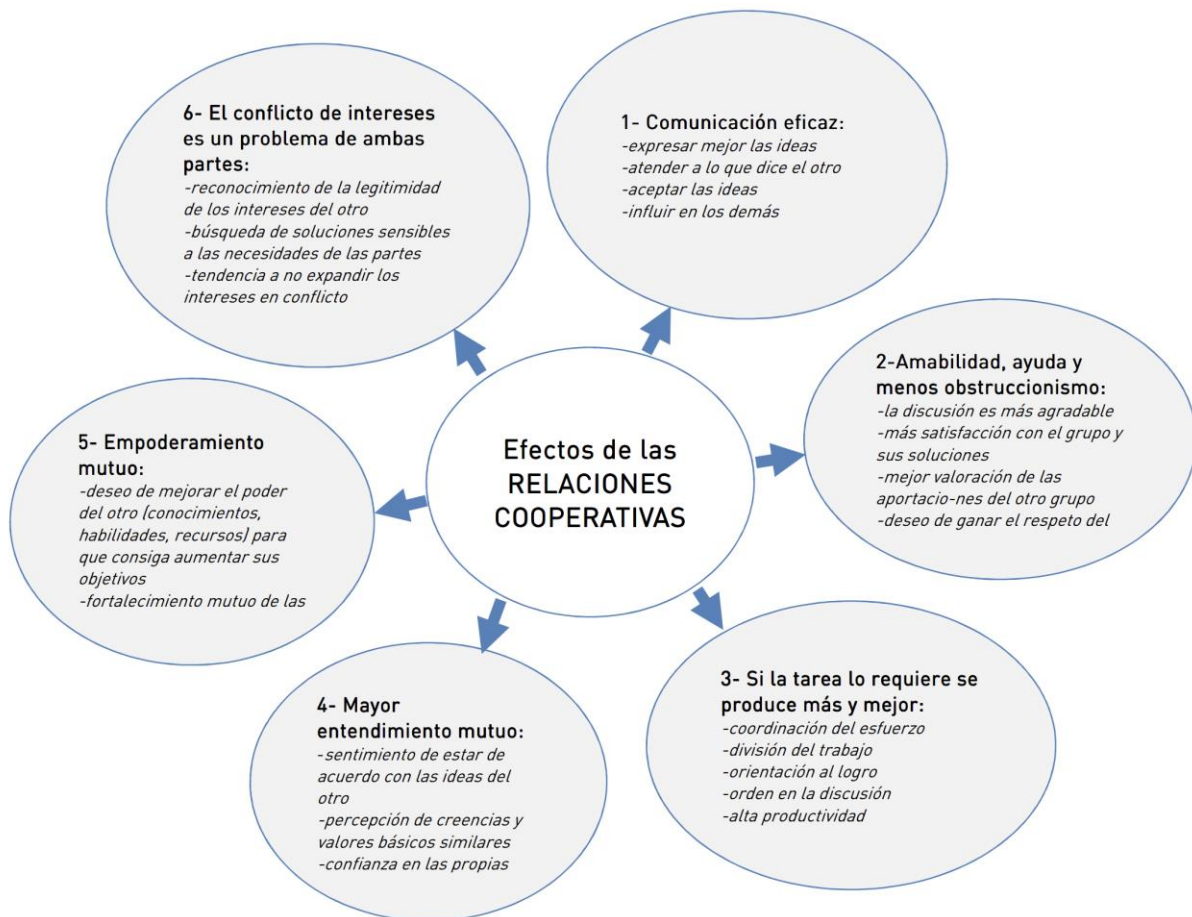 6- El conflicto de intereses
es un problema de ambas
partes:
-reconocimiento de la legitimidad
de los intereses del otro
-búsqueda de soluciones sensibles
a las necesidades de las partes
-tendencia a no expandir los
intereses en conflicto
1- Comunicación eficaz:
-expresar mejor las ideas
-atender a lo que dice el otro
-aceptar las ideas
-influir en los demás
2-Amabilidad, ayuda y
menos obstruccionismo:
-la discusión es más agradable
-más satisfacción con el grupo y
sus soluciones
-mejor valoración de las
aportacio-nes del otro grupo
-deseo de ganar el respeto del
5- Empoderamiento
mutuo:
-deseo de mejorar el poder
del otro (conocimientos,
habilidades, recursos) para
que consiga aumentar sus
objetivos
-fortalecimiento mutuo de las
Efectos de las
RELACIONES
COOPERATIVAS
4- Mayor
entendimiento mutuo:
-sentimiento de estar de
acuerdo con las ideas del
otro
-percepción de creencias y
valores básicos similares
-confianza en las propias
3- Si la tarea lo requiere se
produce más y mejor:
-coordinación del esfuerzo
-división del trabajo
-orientación al logro
-orden en la discusión
-alta productividad